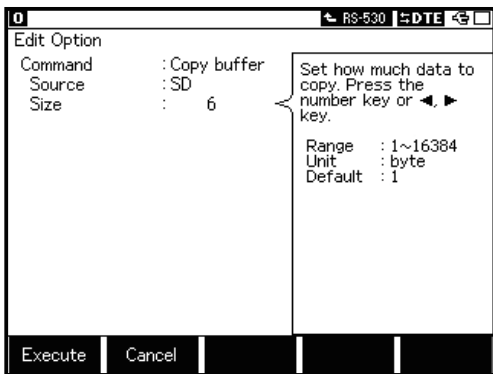 0 RS-530 DTE
Edit Option
Command : Copy buffer
Source : SD
Size : 6
Set how much data to
copy. Press the
number key or ◄, ►
key.
Range : 1~16384
Unit : byte
Default : 1
Execute Cancel